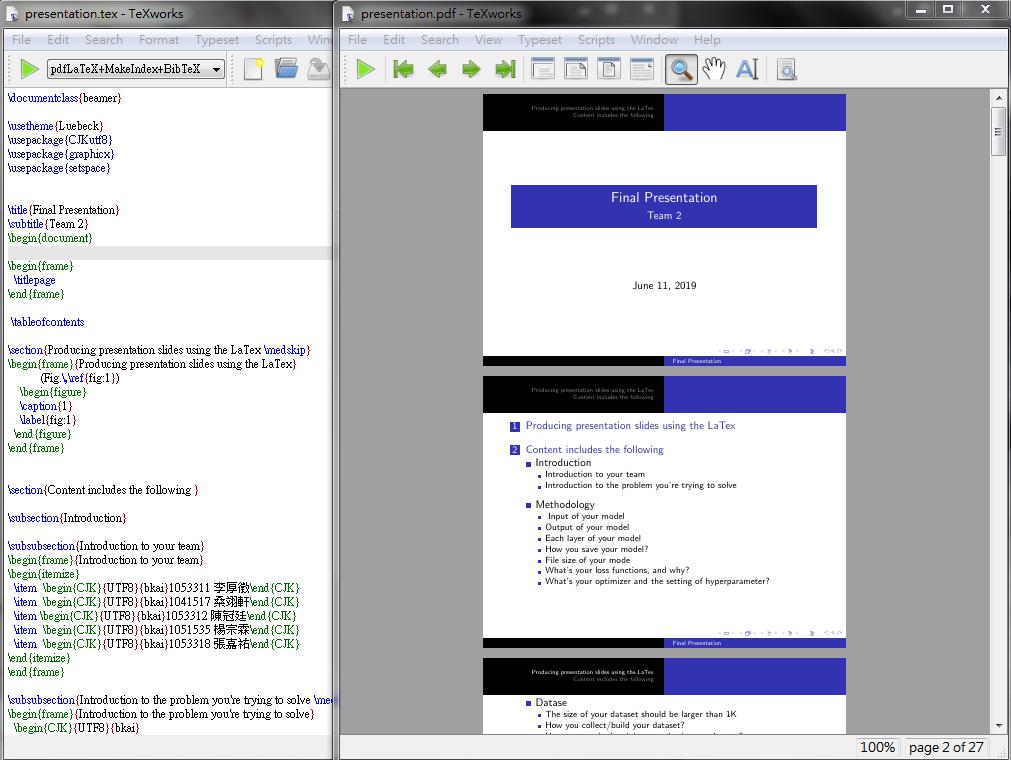 presentation.tex - TeXworks
File Edit Search Format Typeset Scripts Win
pdfLaTeX+MakeIndex+BibTeX
\documentclass{beamer}
\usetheme{Luebeck}
\usepackage{CJKutf8}
\usepackage{graphicx}
\usepackage{setspace}
\title{Final Presentation}
\subtitle{Team 2}
\begin{document}
\begin{frame}
\titlepage
\end{frame}
\tableofcontents
\section{Producing presentation slides using the LaTex \medskip}
\begin{frame}{Producing presentation slides using the LaTex}
(Fig.\,\ref{fig:1})
\begin{figure}
\caption{1}
\label{fig:1}
\end{figure}
\end{frame}
\section{Content includes the following }
\subsection{Introduction}
\subsubsection{Introduction to your team}
\begin{frame}{Introduction to your team}
\begin{itemize}
\item \begin{CJK}{UTF8}{bkai}1053311 李厚徵\end{CJK}
\item \begin{CJK}{UTF8}{bkai}1041517 桑翊軒\end{CJK}
\item \begin{CJK}{UTF8}{bkai}1053312 陳冠廷\end{CJK}
\item \begin{CJK}{UTF8}{bkai}1051535 楊宗霖\end{CJK}
\item \begin{CJK}{UTF8}{bkai}1053318 張嘉祐\end{CJK}
\end{itemize}
\end{frame}
\subsubsection{Introduction to the problem you're trying to solve \med
\begin{frame}{Introduction to the problem you're trying to solve}
\begin{CJK}{UTF8}{bkai}
presentation.pdf - TeXworks
File Edit Search View Typeset Scripts Window Help
Producing presentation slides using the LaTex
Content includes the following
Final Presentation
Team 2
June 11, 2019
Final Presentation
Producing presentation slides using the LaTex
Content includes the following
1 Producing presentation slides using the LaTex
2 Content includes the following
Introduction
Introduction to your team
Introduction to the problem you're trying to solve
Methodology
Input of your model
Output of your model
Each layer of your model
How you save your model?
File size of your mode
What's your loss functions, and why?
What's your optimizer and the setting of hyperparameter?
Final Presentation
Producing presentation slides using the LaTex
Content includes the following
Datase
The size of your dataset should be larger than 1K
How you collect/build your dataset?
100% page 2 of 27